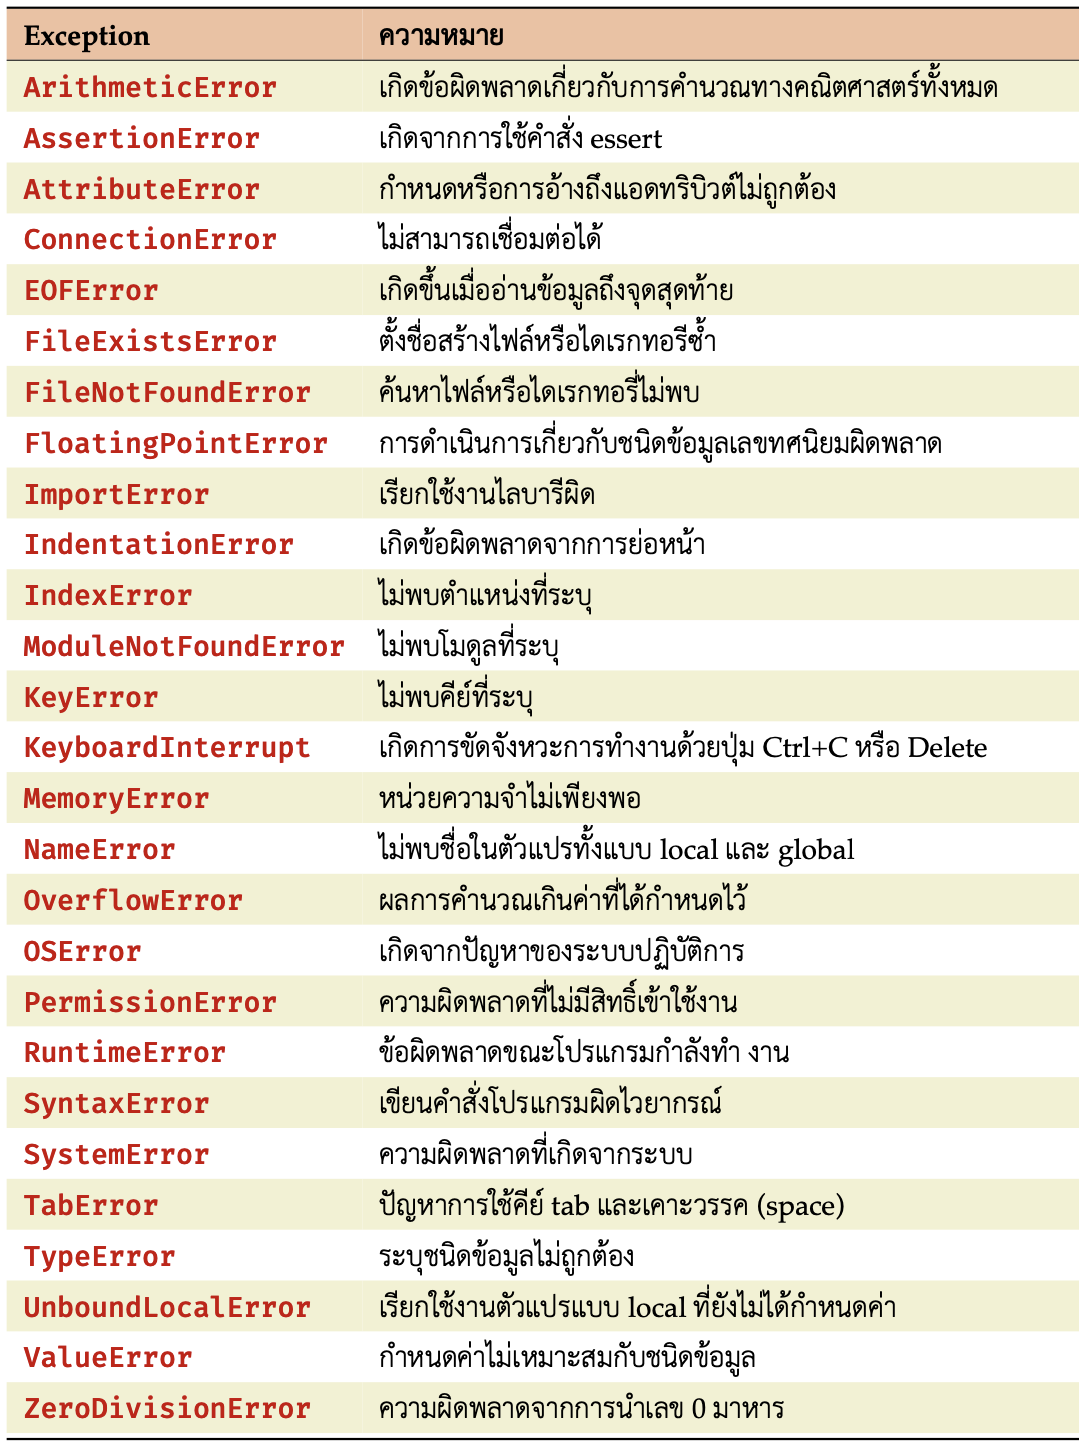 Exception ความหมาย
ArithmeticError เกิดข้อผิดพลาดเกี่ยวกับการคำนวณทางคณิตศาสตร์ทั้งหมด
AssertionError เกิดจากการใช้คำสั่ง essert
AttributeError กำหนดหรือการอ้างถึงแอดทริบิวต์ไม่ถูกต้อง
ConnectionError ไม่สามารถเชื่อมต่อได้
EOFError เกิดขึ้นเมื่ออ่านข้อมูลถึงจุดสุดท้าย
FileExistsError ตั้งชื่อสร้างไฟล์หรือไดเรกทอรีซ้ำ
FileNotFoundError ค้นหาไฟล์หรือไดเรกทอรี่ไม่พบ
FloatingPointError การดำเนินการเกี่ยวกับชนิดข้อมูลเลขทศนิยมผิดพลาด
ImportError เรียกใช้งานไลบารีผิด
IndentationError เกิดข้อผิดพลาดจากการย่อหน้า
IndexError ไม่พบตำแหน่งที่ระบุ
ModuleNotFoundError ไม่พบโมดูลที่ระบุ
KeyError ไม่พบคีย์ที่ระบุ
KeyboardInterrupt เกิดการขัดจังหวะการทำงานด้วยปุ่ม Ctrl+C หรือ Delete
MemoryError หน่วยความจำไม่เพียงพอ
NameError ไม่พบชื่อในตัวแปรทั้งแบบ local และ global
OverflowError ผลการคำนวณเกินค่าที่ได้กำหนดไว้
OSError เกิดจากปัญหาของระบบปฏิบัติการ
PermissionError ความผิดพลาดที่ไม่มีสิทธิ์เข้าใช้งาน
RuntimeError ข้อผิดพลาดขณะโปรแกรมกำลังทำ งาน
SyntaxError เขียนคำสั่งโปรแกรมผิดไวยากรณ์
SystemError ความผิดพลาดที่เกิดจากระบบ
TabError ปัญหาการใช้คีย์ tab และเคาะวรรค (space)
TypeError ระบุชนิดข้อมูลไม่ถูกต้อง
UnboundLocalError เรียกใช้งานตัวแปรแบบ local ที่ยังไม่ได้กำหนดค่า
ValueError กำหนดค่าไม่เหมาะสมกับชนิดข้อมูล
ZeroDivisionError ความผิดพลาดจากการนำเลข 0 มาหาร